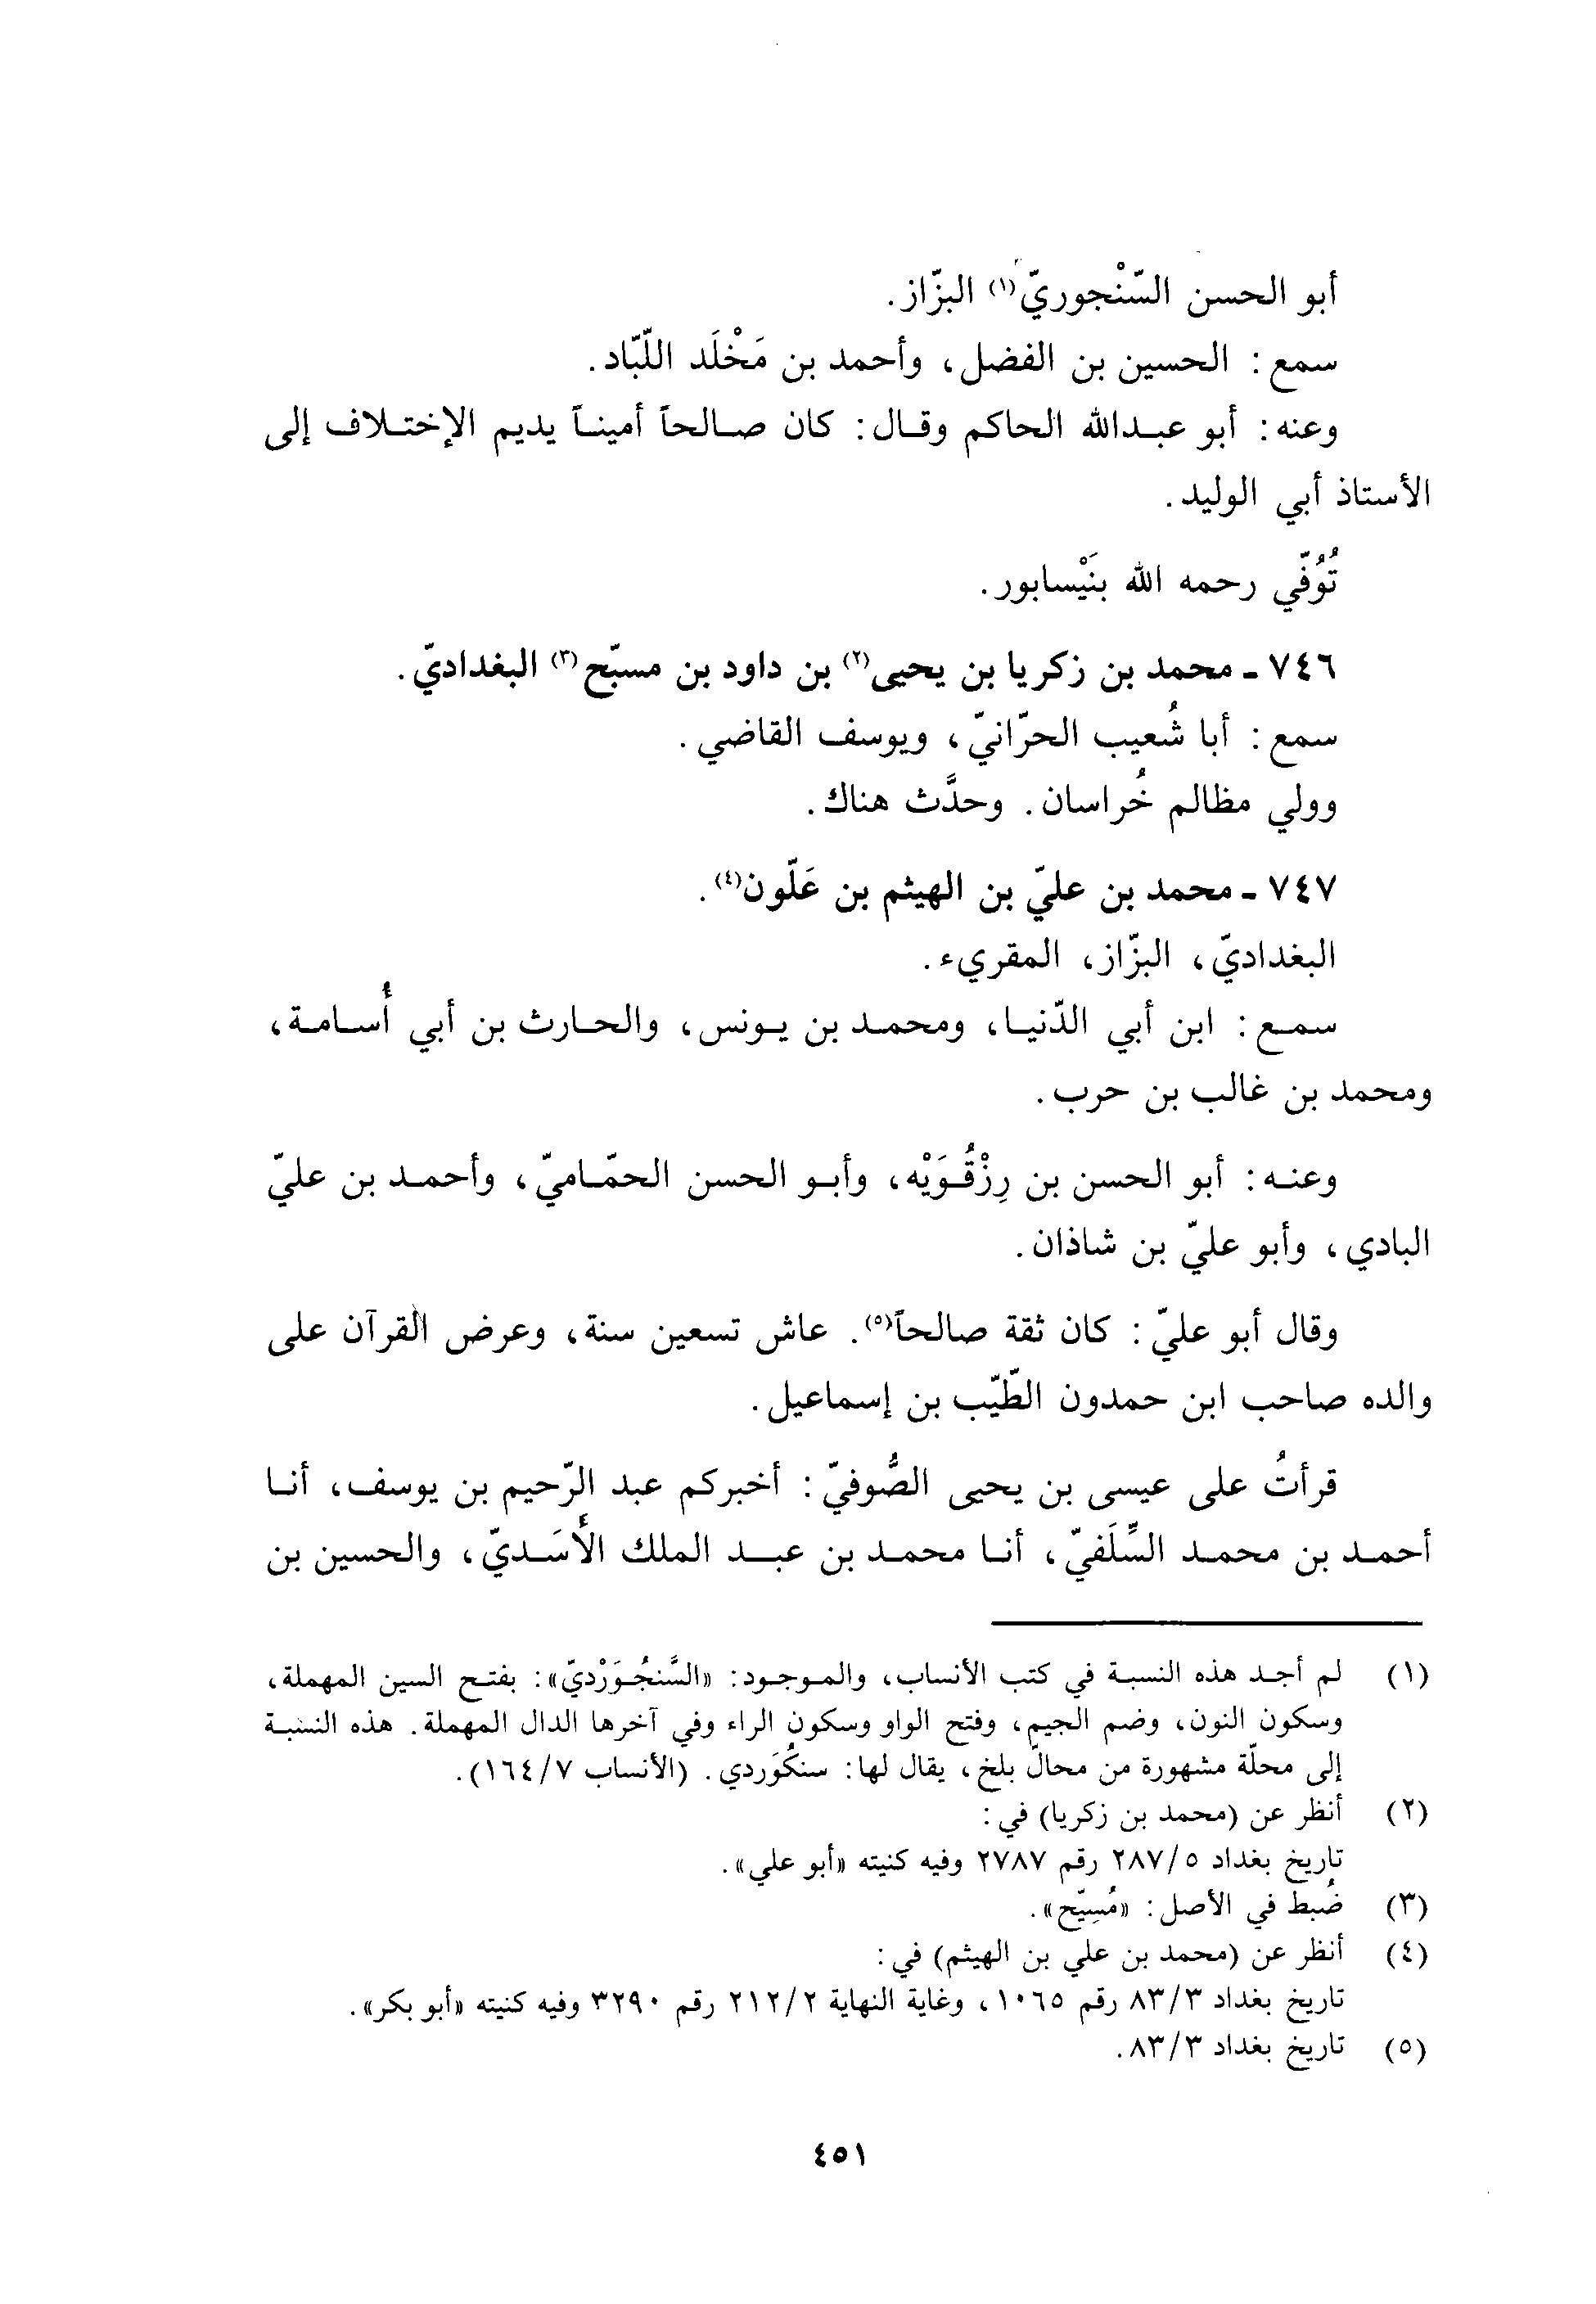 أبو الحسن السّنْجوريّ(١) البزّاز.
سمع: الحسين بن الفضل، وأحمد بن مَخْلَد اللّبّاد.
وعنه: أبو عبدالله الحاكم وقال: كان صالحاً أميناً يديم الإختلاف إلى
الأستاذ أبي الوليد.
تُوُفّي رحمه الله بنَيْسابور.
٧٤٦ ـ محمد بن زكريا بن يحيى(٢) بن داود بن مسبّح(٣) البغداديّ.
سمع: أبا شُعيب الحرّانيّ، ويوسف القاضي.
وولي مظالم خُراسان. وحدَّث هناك.
٧٤٧ ـ محمد بن عليّ بن الهيثم بن عَلّون(٤).
البغداديّ، البزّاز، المقريء.
سمع: ابن أبي الدّنيا، ومحمد بن يونس، والحارث بن أبي أُسامة،
ومحمد بن غالب بن حرب.
وعنه: أبو الحسن بن رِزْقُوَيْه، وأبو الحسن الحمّاميّ، وأحمد بن عليّ
البادي، وأبو عليّ بن شاذان.
وقال أبو عليّ: كان ثقة صالحاً(٥). عاش تسعين سنة، وعرض القرآن على
والده صاحب ابن حمدون الطّيّب بن إسماعيل.
قرأتُ على عيسى بن يحيى الصُّوفيّ: أخبركم عبد الرّحيم بن يوسف، أنا
أحمد بن محمد السِّلَفيّ، أنا محمد بن عبد الملك الأَسَديّ، والحسين بن
(١) لم أجد هذه النسبة في كتب الأنساب، والموجود: «السَّنجُوَرْديّ»: بفتح السين المهملة،
وسكون النون، وضم الجيم، وفتح الواو وسكون الراء وفي آخرها الدال المهملة. هذه النسبة
إلى محلّة مشهورة من محالّ بلخ، يقال لها: سنكُوَردي. (الأنساب ١٦٤/٧).
(٢) أنظر عن (محمد بن زكريا) في:
تاريخ بغداد ٢٨٧/٥ رقم ٢٧٨٧ وفيه كنيته «أبو علي».
(٣) ضُبط في الأصل: «مُسِيّح».
(٤) أنظر عن (محمد بن علي بن الهيثم) في:
تاريخ بغداد ٨٣/٣ رقم ١٠٦٥، وغاية النهاية ٢١٢/٢ رقم ٣٢٩٠ وفيه كنيته «أبو بكر».
(٥) تاريخ بغداد ٨٣/٣.
٤٥١